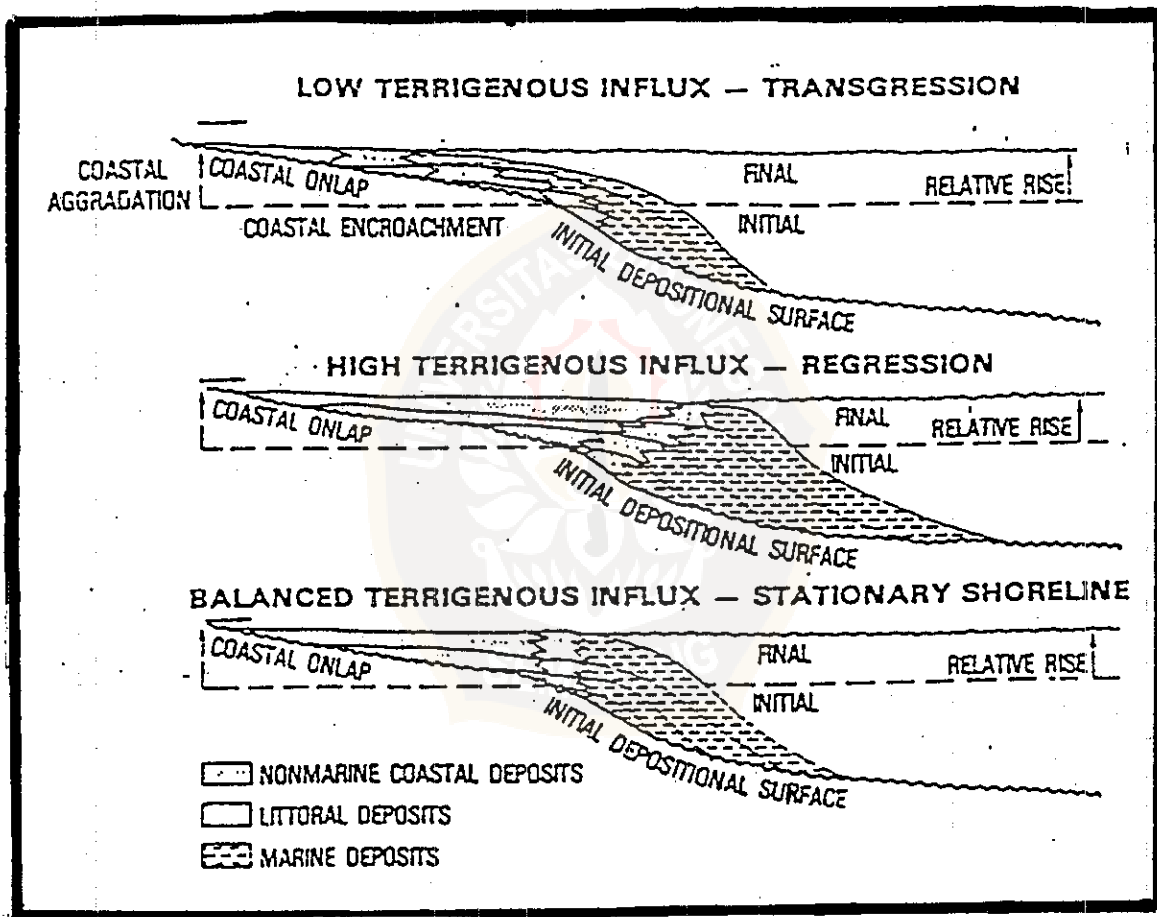 LOW TERRIGENOUS INFLUX — TRANSGRESSION
COASTAL
AGGRADATION
COASTAL ONLAP
FINAL
RELATIVE RISE
COASTAL ENCROACHMENT
INITIAL
INITIAL DEPOSITIONAL SURFACE
HIGH TERRIGENOUS INFLUX — REGRESSION
COASTAL ONLAP
FINAL
RELATIVE RISE
INITIAL
INITIAL DEPOSITIONAL SURFACE
BALANCED TERRIGENOUS INFLUX — STATIONARY SHORELINE
COASTAL ONLAP
FINAL
RELATIVE RISE
INITIAL
INITIAL DEPOSITIONAL SURFACE
NONMARINE COASTAL DEPOSITS
LITTORAL DEPOSITS
MARINE DEPOSITS